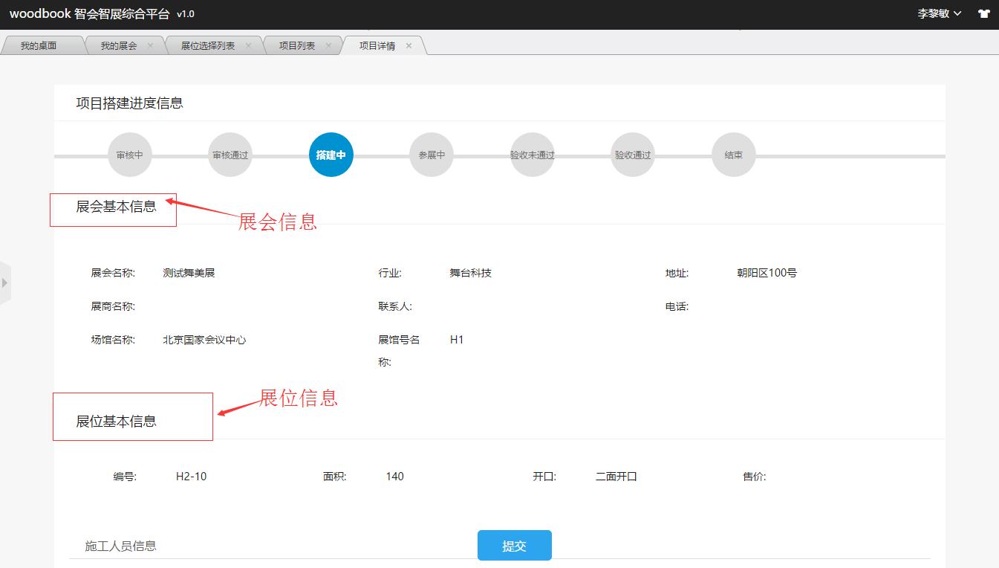 woodbook 智会智展综合平台 v1.0 李黎敏
我的桌面 我的展会 展位选择列表 项目列表 项目详情
项目搭建进度信息
审核中 审核通过 搭建中 参展中 验收未通过 验收通过 结束
展会基本信息
展会信息
展会名称: 测试舞美展 行业: 舞台科技 地址: 朝阳区100号
展商名称: 联系人: 电话:
场馆名称: 北京国家会议中心 展馆号名 H1
称:
展位信息
展位基本信息
编号: H2-10 面积: 140 开口: 二面开口 售价:
施工人员信息 提交